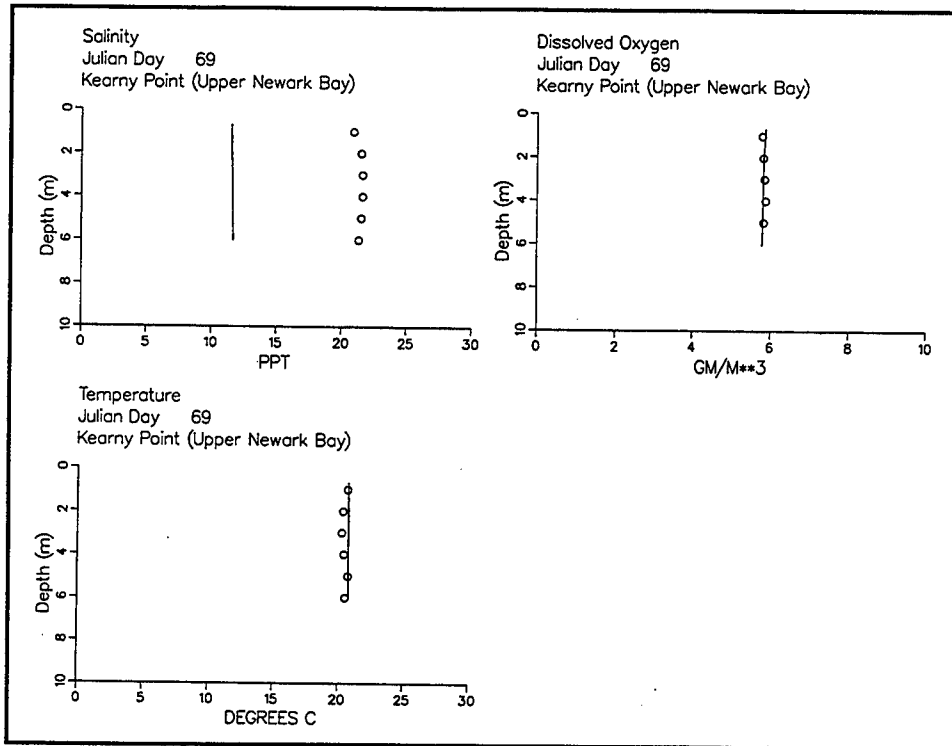 Salinity
Julian Day 69
Kearny Point (Upper Newark Bay)
Depth (m)
0
2
4
6
8
10
0 5 10 15 20 25 30
PPT
Dissolved Oxygen
Julian Day 69
Kearny Point (Upper Newark Bay)
Depth (m)
0
2
4
6
8
10
0 2 4 6 8 10
GM/M**3
Temperature
Julian Day 69
Kearny Point (Upper Newark Bay)
Depth (m)
0
2
4
6
8
10
0 5 10 15 20 25 30
DEGREES C